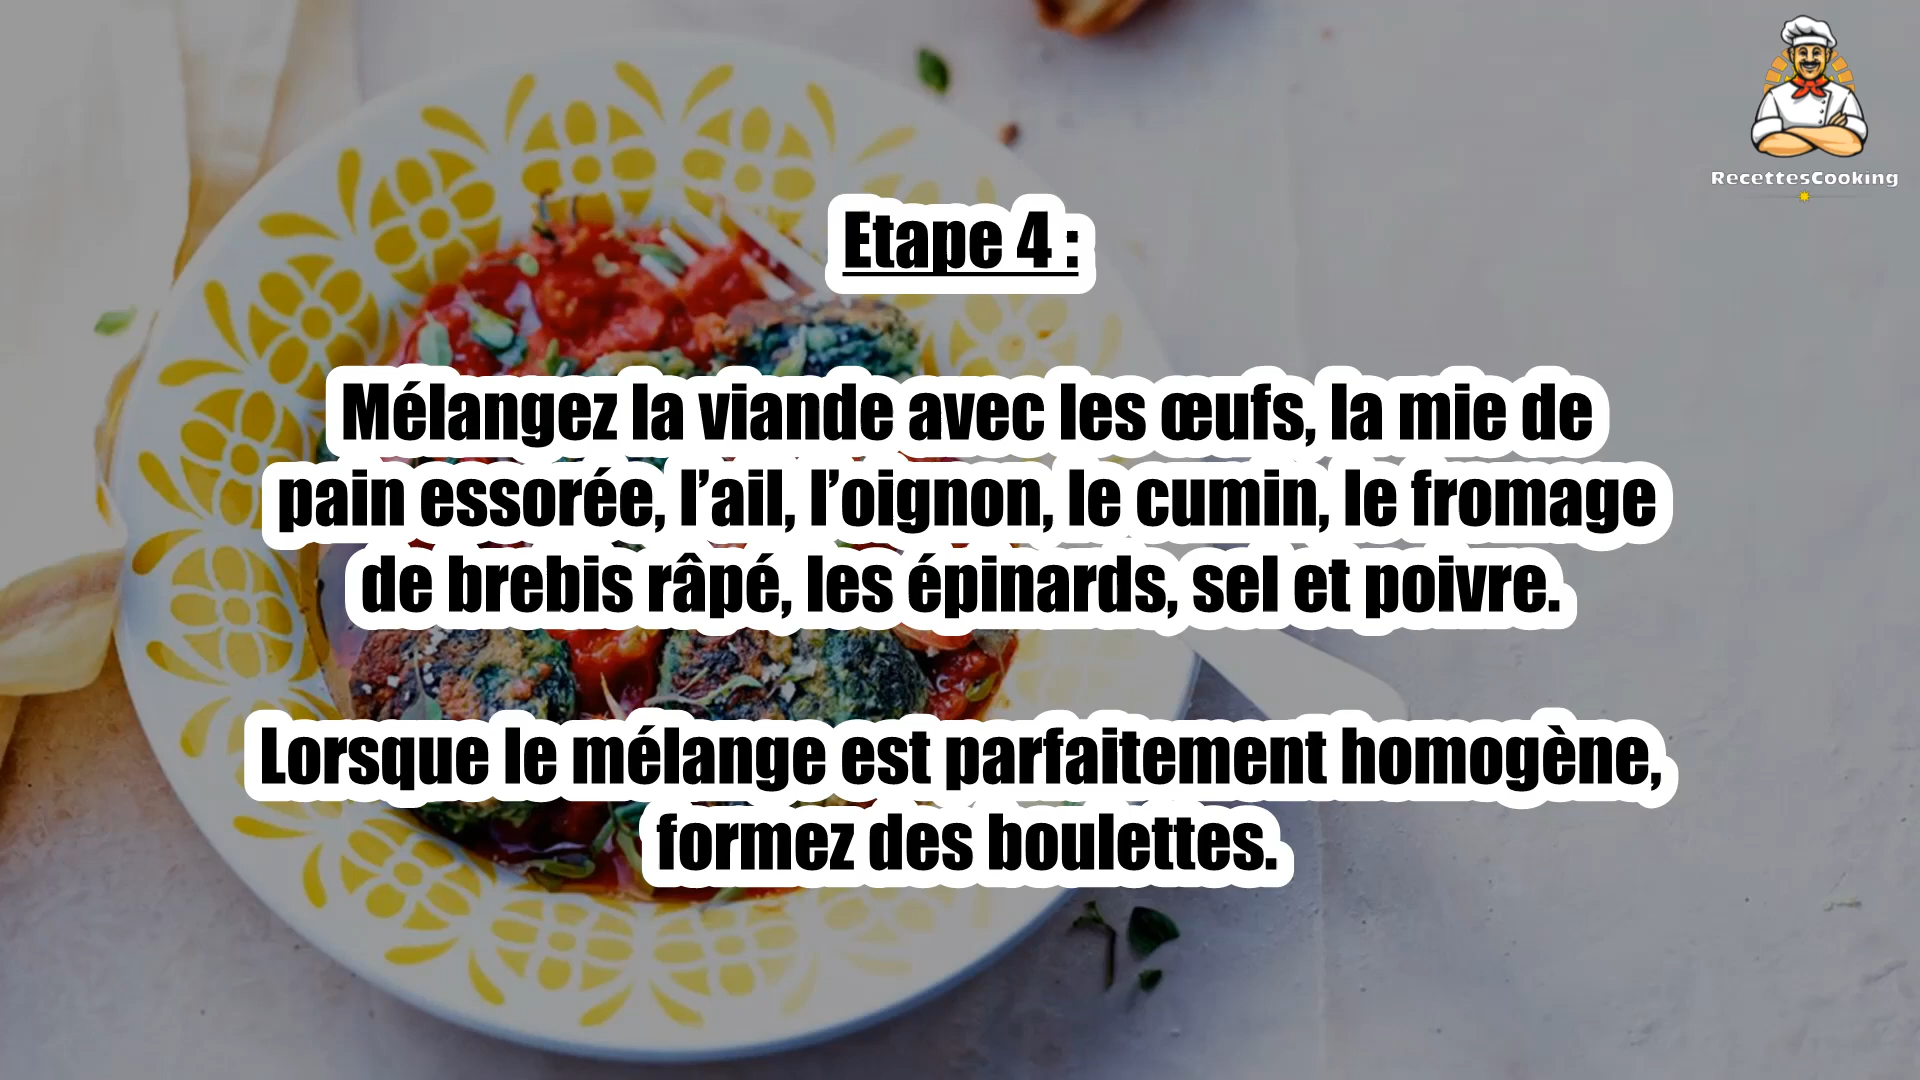 RecettesCooking
Etape 4 :
Mélangez la viande avec les œufs, la mie de
pain essorée, l’ail, l’oignon, le cumin, le fromage
de brebis râpé, les épinards, sel et poivre.
Lorsque le mélange est parfaitement homogène,
formez des boulettes.